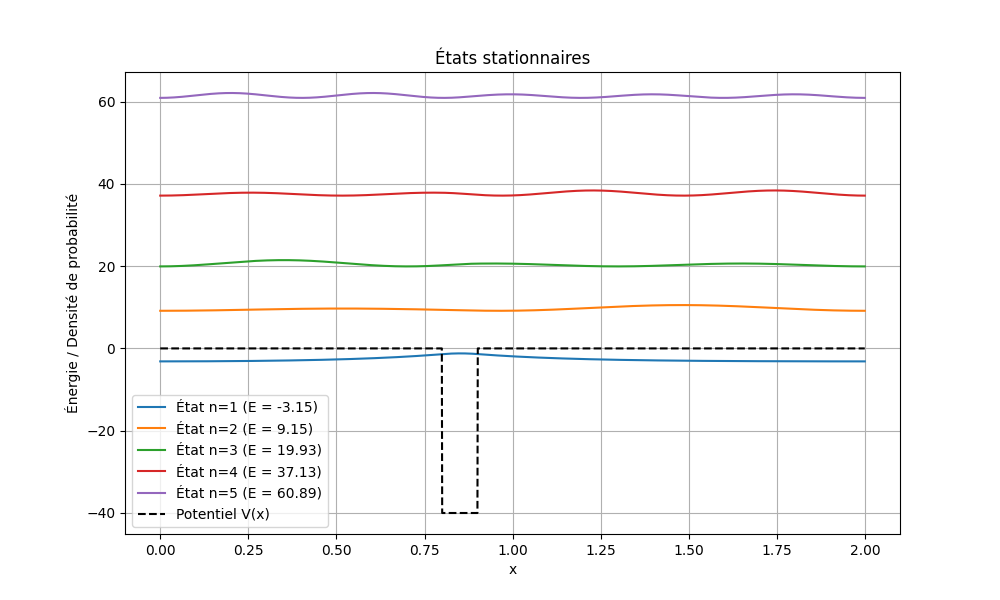 États stationnaires
Énergie / Densité de probabilité
60
40
20
0
−20
−40
État n=1 (E = -3.15)
État n=2 (E = 9.15)
État n=3 (E = 19.93)
État n=4 (E = 37.13)
État n=5 (E = 60.89)
Potentiel V(x)
0.00 0.25 0.50 0.75 1.00 1.25 1.50 1.75 2.00
x